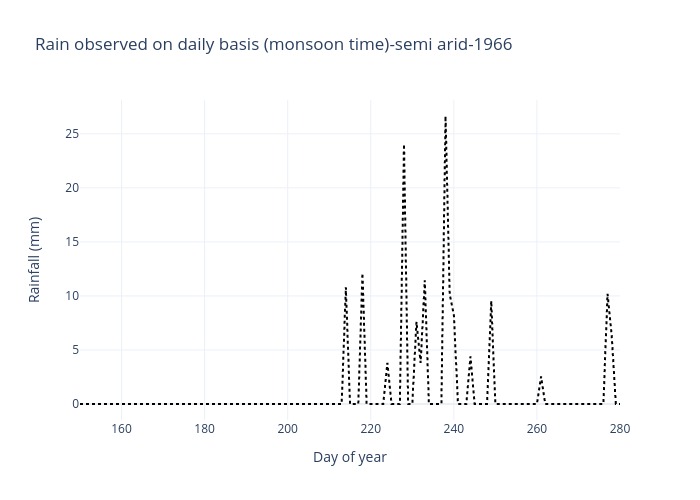 Rain observed on daily basis (monsoon time)-semi arid-1966
25
20
15
10
5
0
Rainfall (mm)
160 180 200 220 240 260 280
Day of year